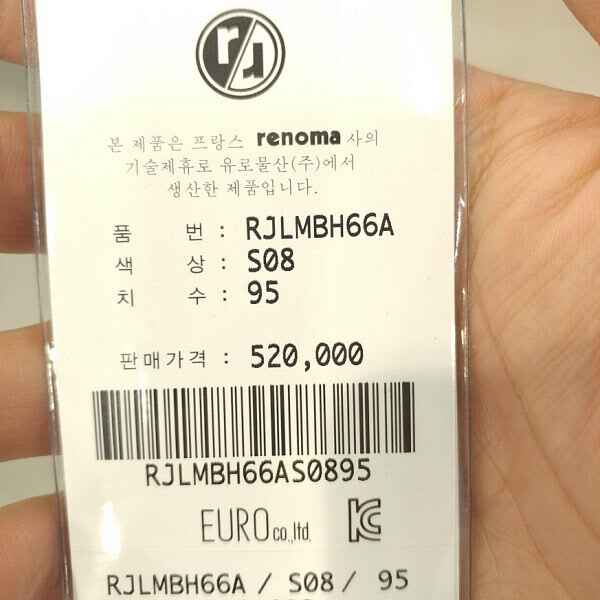 본 제품은 프랑스 renoma 사의
기술제휴로 유로물산(주)에서
생산한 제품입니다.
품 번 : RJLMBH66A
색 상 : S08
치 수 : 95
판매가격 : 520,000
RJLMBH66AS0895
EURO co.,ltd.
RJLMBH66A / S08 / 95